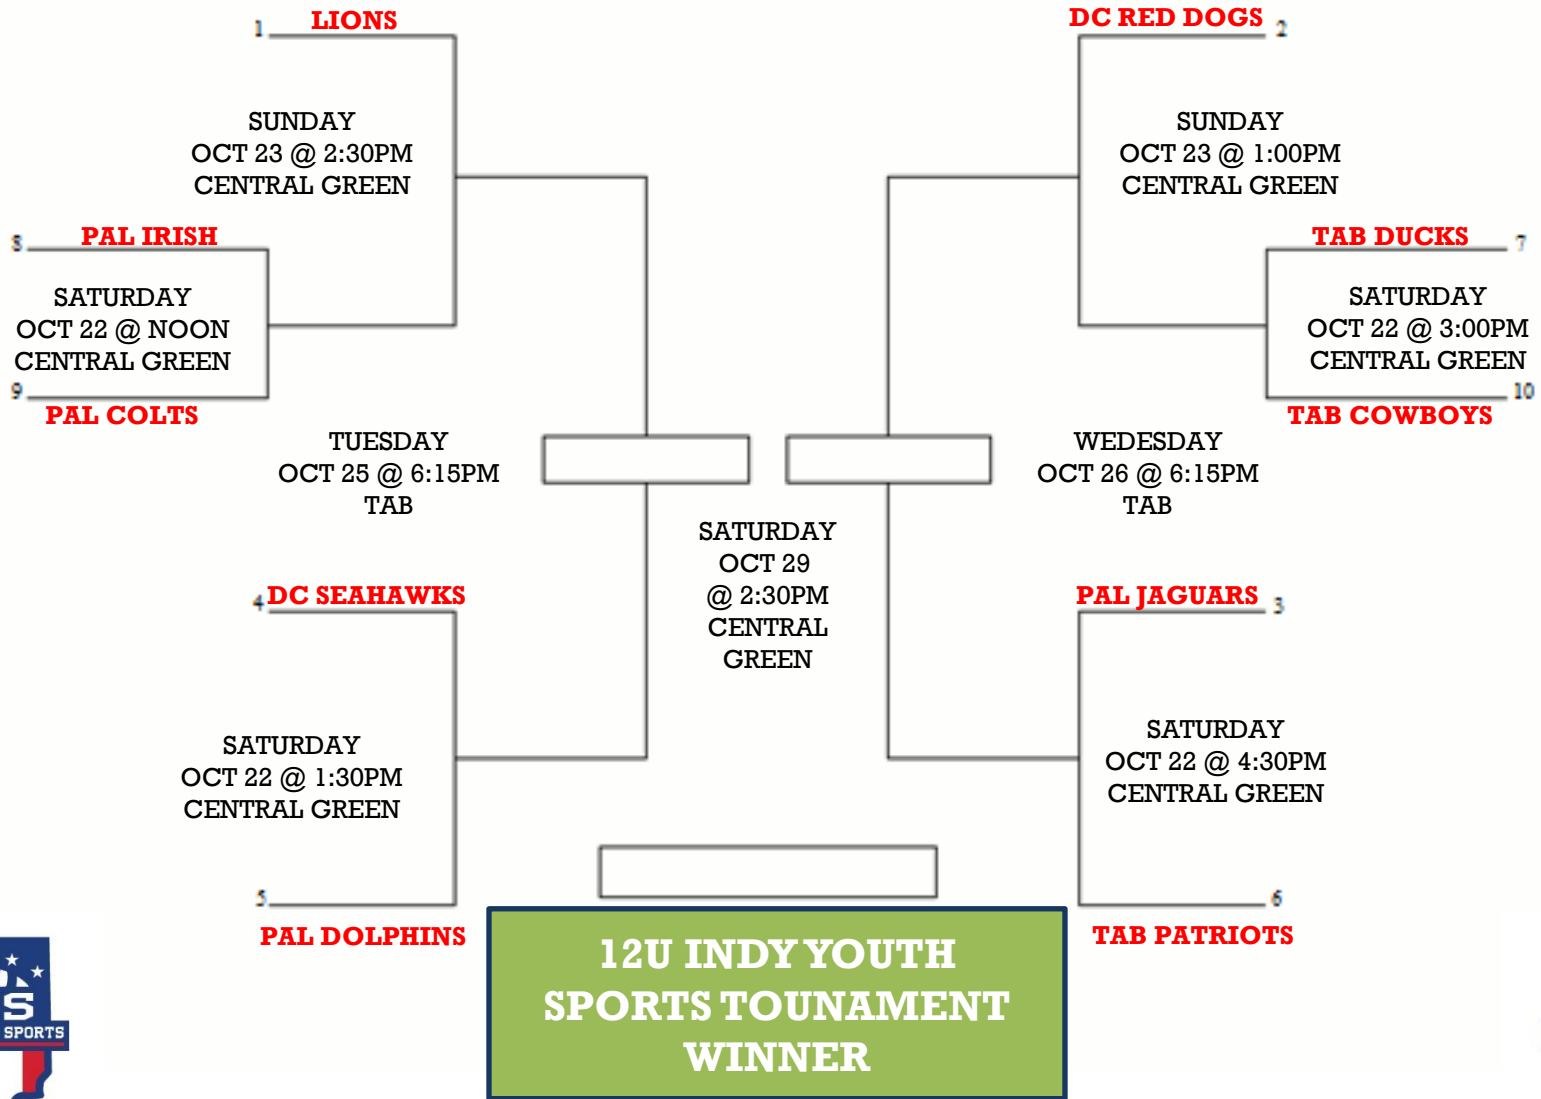 LIONS
1
DC RED DOGS
2
SUNDAY
OCT 23 @ 2:30PM
CENTRAL GREEN
SUNDAY
OCT 23 @ 1:00PM
CENTRAL GREEN
8
PAL IRISH
TAB DUCKS
7
SATURDAY
OCT 22 @ NOON
CENTRAL GREEN
SATURDAY
OCT 22 @ 3:00PM
CENTRAL GREEN
9
PAL COLTS
10
TAB COWBOYS
TUESDAY
OCT 25 @ 6:15PM
TAB
WEDESDAY
OCT 26 @ 6:15PM
TAB
SATURDAY
OCT 29
@ 2:30PM
CENTRAL
GREEN
4
DC SEAHAWKS
PAL JAGUARS
3
SATURDAY
OCT 22 @ 1:30PM
CENTRAL GREEN
SATURDAY
OCT 22 @ 4:30PM
CENTRAL GREEN
5
PAL DOLPHINS
6
TAB PATRIOTS
12U INDY YOUTH
SPORTS TOUNAMENT
WINNER
S
SPORTS